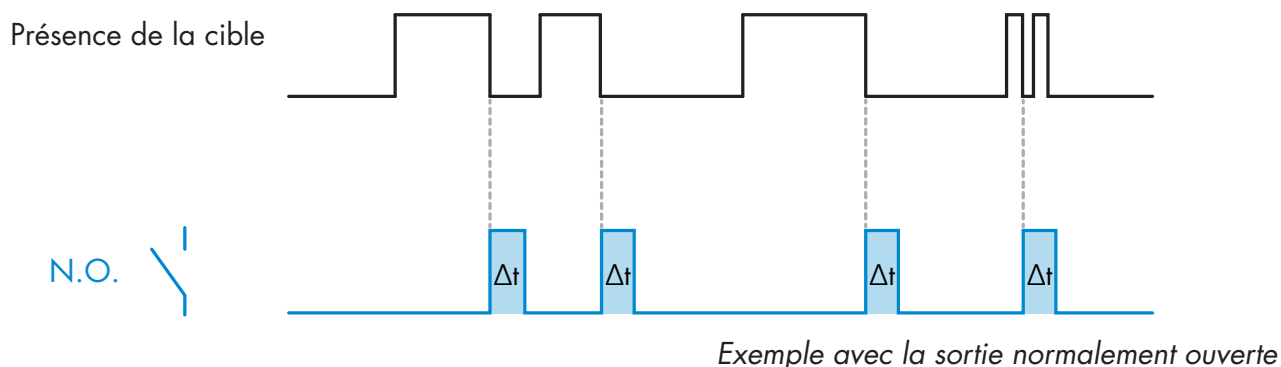 Présence de la cible
N.O.
Δt Δt Δt Δt
Exemple avec la sortie normalement ouverte